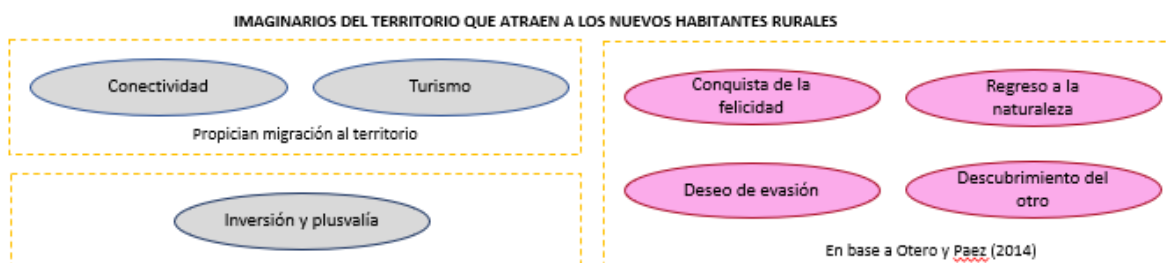 IMAGINARIOS DEL TERRITORIO QUE ATRAEN A LOS NUEVOS HABITANTES RURALES
Conectividad
Turismo
Propician migración al territorio
Inversión y plusvalía
Conquista de la
felicidad
Regreso a la
naturaleza
Deseo de evasión
Descubrimiento del
otro
En base a Otero y Paez (2014)